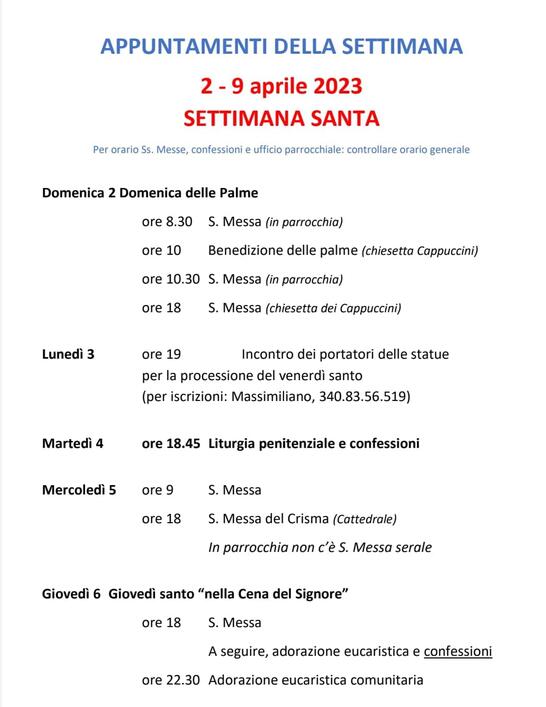 APPUNTAMENTI DELLA SETTIMANA
2 - 9 aprile 2023
SETTIMANA SANTA
Per orario Ss. Messe, confessioni e ufficio parrocchiale: controllare orario generale
Domenica 2 Domenica delle Palme
ore 8.30 S. Messa (in parrocchia)
ore 10 Benedizione delle palme (chiesetta Cappuccini)
ore 10.30 S. Messa (in parrocchia)
ore 18 S. Messa (chiesetta dei Cappuccini)
Lunedì 3 ore 19 Incontro dei portatori delle statue
per la processione del venerdì santo
(per iscrizioni: Massimiliano, 340.83.56.519)
Martedì 4 ore 18.45 Liturgia penitenziale e confessioni
Mercoledì 5 ore 9 S. Messa
ore 18 S. Messa del Crisma (Cattedrale)
In parrocchia non c'è S. Messa serale
Giovedì 6 Giovedì santo “nella Cena del Signore”
ore 18 S. Messa
A seguire, adorazione eucaristica e confessioni
ore 22.30 Adorazione eucaristica comunitaria